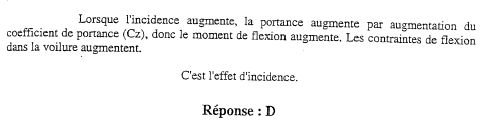 Lorsque l'incidence augmente, la portance augmente par augmentation du
coefficient de portance (Cz), donc le moment de flexion augmente. Les contraintes de flexion
dans la voilure augmentent.
C'est l'effet d'incidence.
Réponse : D